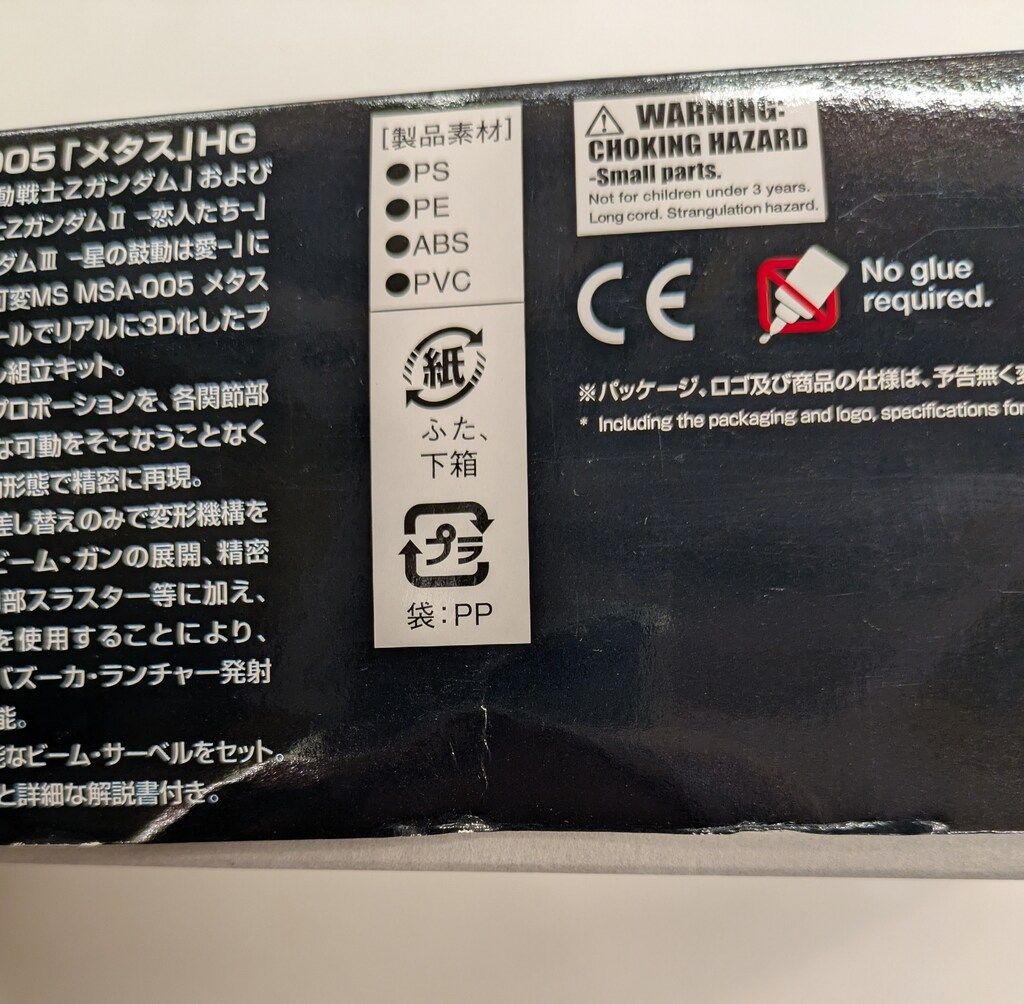 005「メタス」HG
動戦士Zガンダム」および
Zガンダム II -恋人たち-」
ダム III -星の鼓動は愛-」に
可変MS MSA-005 メタス
ールでリアルに3D化したプ
組立キット。
プロポーションを、各関節部
な可動をそこなうことなく
形態で精密に再現。
差し替えのみで変形機構を
ビーム・ガンの展開、精密
部スラスター等に加え、
を使用することにより、
バズーカ・ランチャー発射
能。
能なビーム・サーベルをセット。
と詳細な解説書付き。
[製品素材]
●PS
●PE
●ABS
●PVC
紙
ふた、
下箱
プラ
袋：PP
WARNING:
CHOKING HAZARD
-Small parts.
Not for children under 3 years.
Long cord. Strangulation hazard.
CE
No glue
required.
※パッケージ、ロゴ及び商品の仕様は、予告無く変
* Including the packaging and logo, specifications for